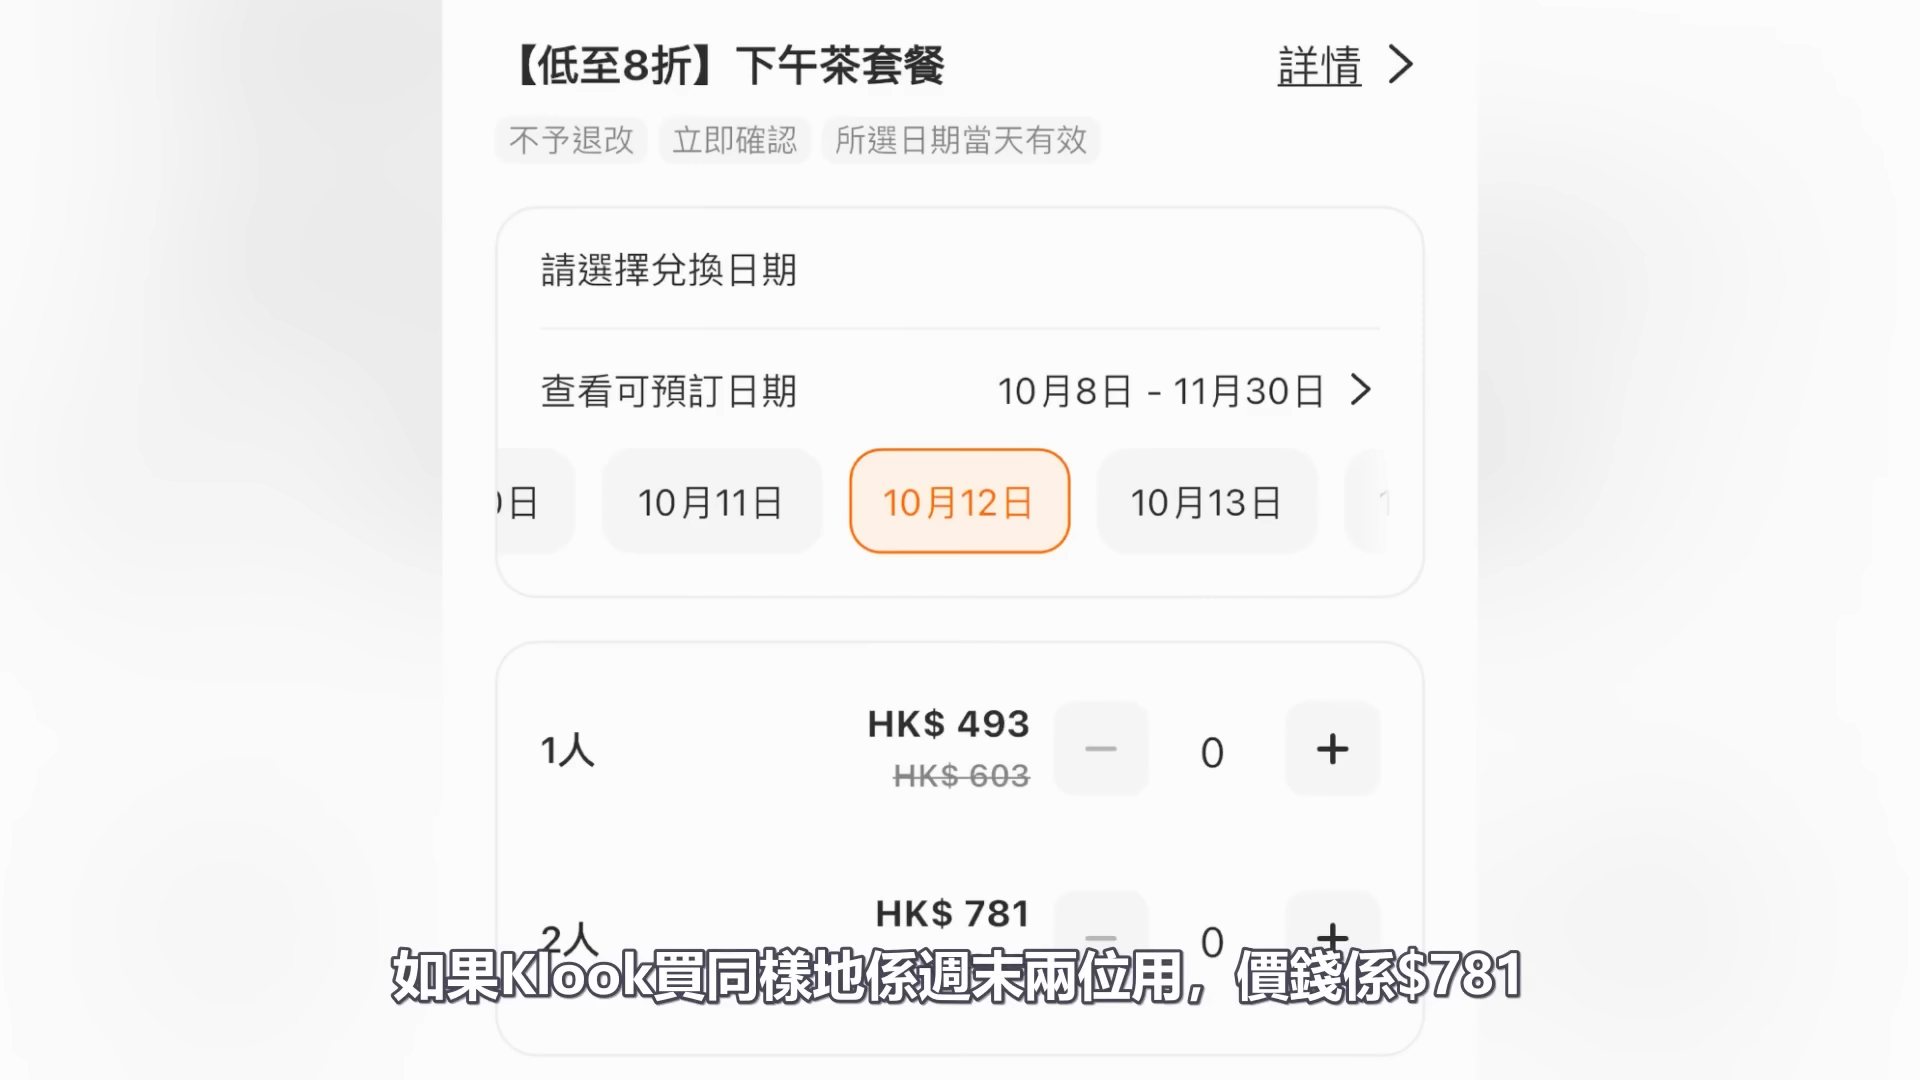 【低至8折】下午茶套餐
詳情
不予退改 立即確認 所選日期當天有效
請選擇兌換日期
查看可預訂日期
10月8日 - 11月30日
日 10月11日 10月12日 10月13日
1人
HK$ 493
HK$ 603
0
2人
HK$ 781
0
如果Klook買同樣地係週末兩位用，價錢係$781